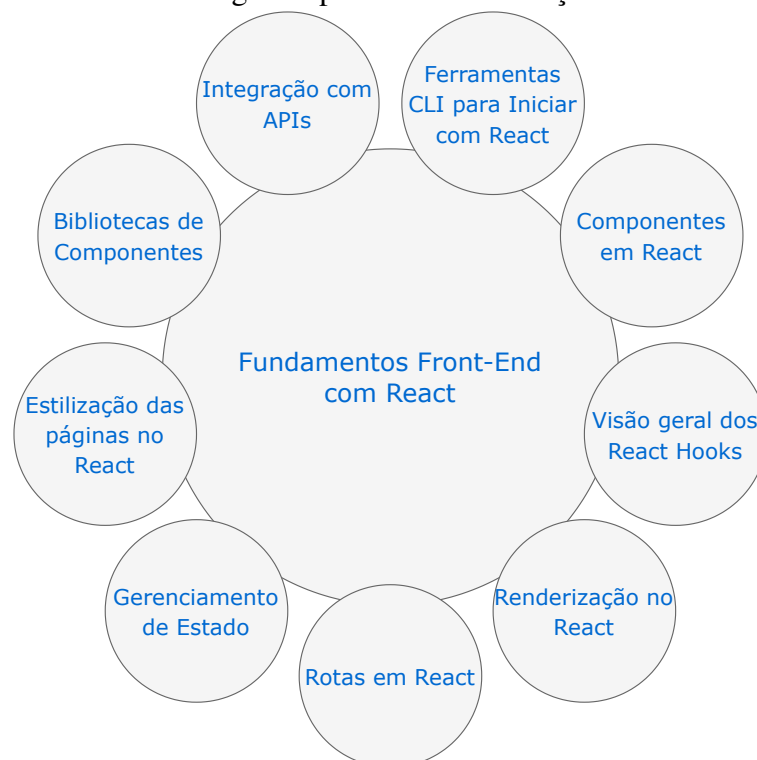 Integração com
APIs
Ferramentas
CLI para Iniciar
com React
Bibliotecas de
Componentes
Componentes
em React
Fundamentos Front-End
com React
Estilização das
páginas no
React
Visão geral dos
React Hooks
Gerenciamento
de Estado
Renderização no
React
Rotas em React